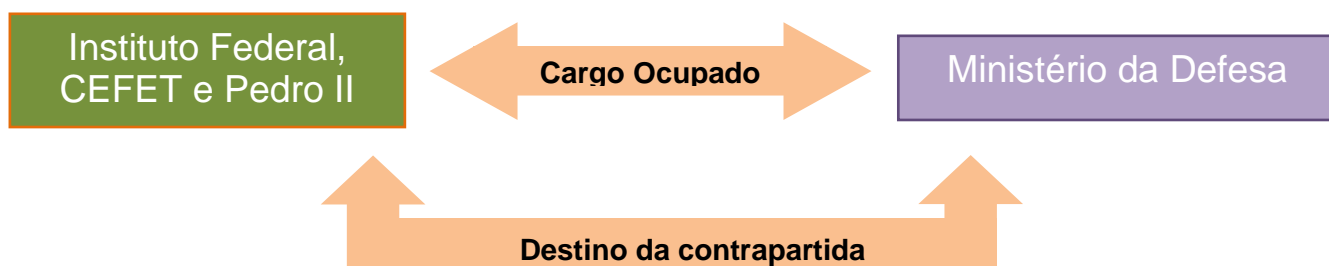 Instituto Federal,
CEFET e Pedro II
Cargo Ocupado
Ministério da Defesa
Destino da contrapartida